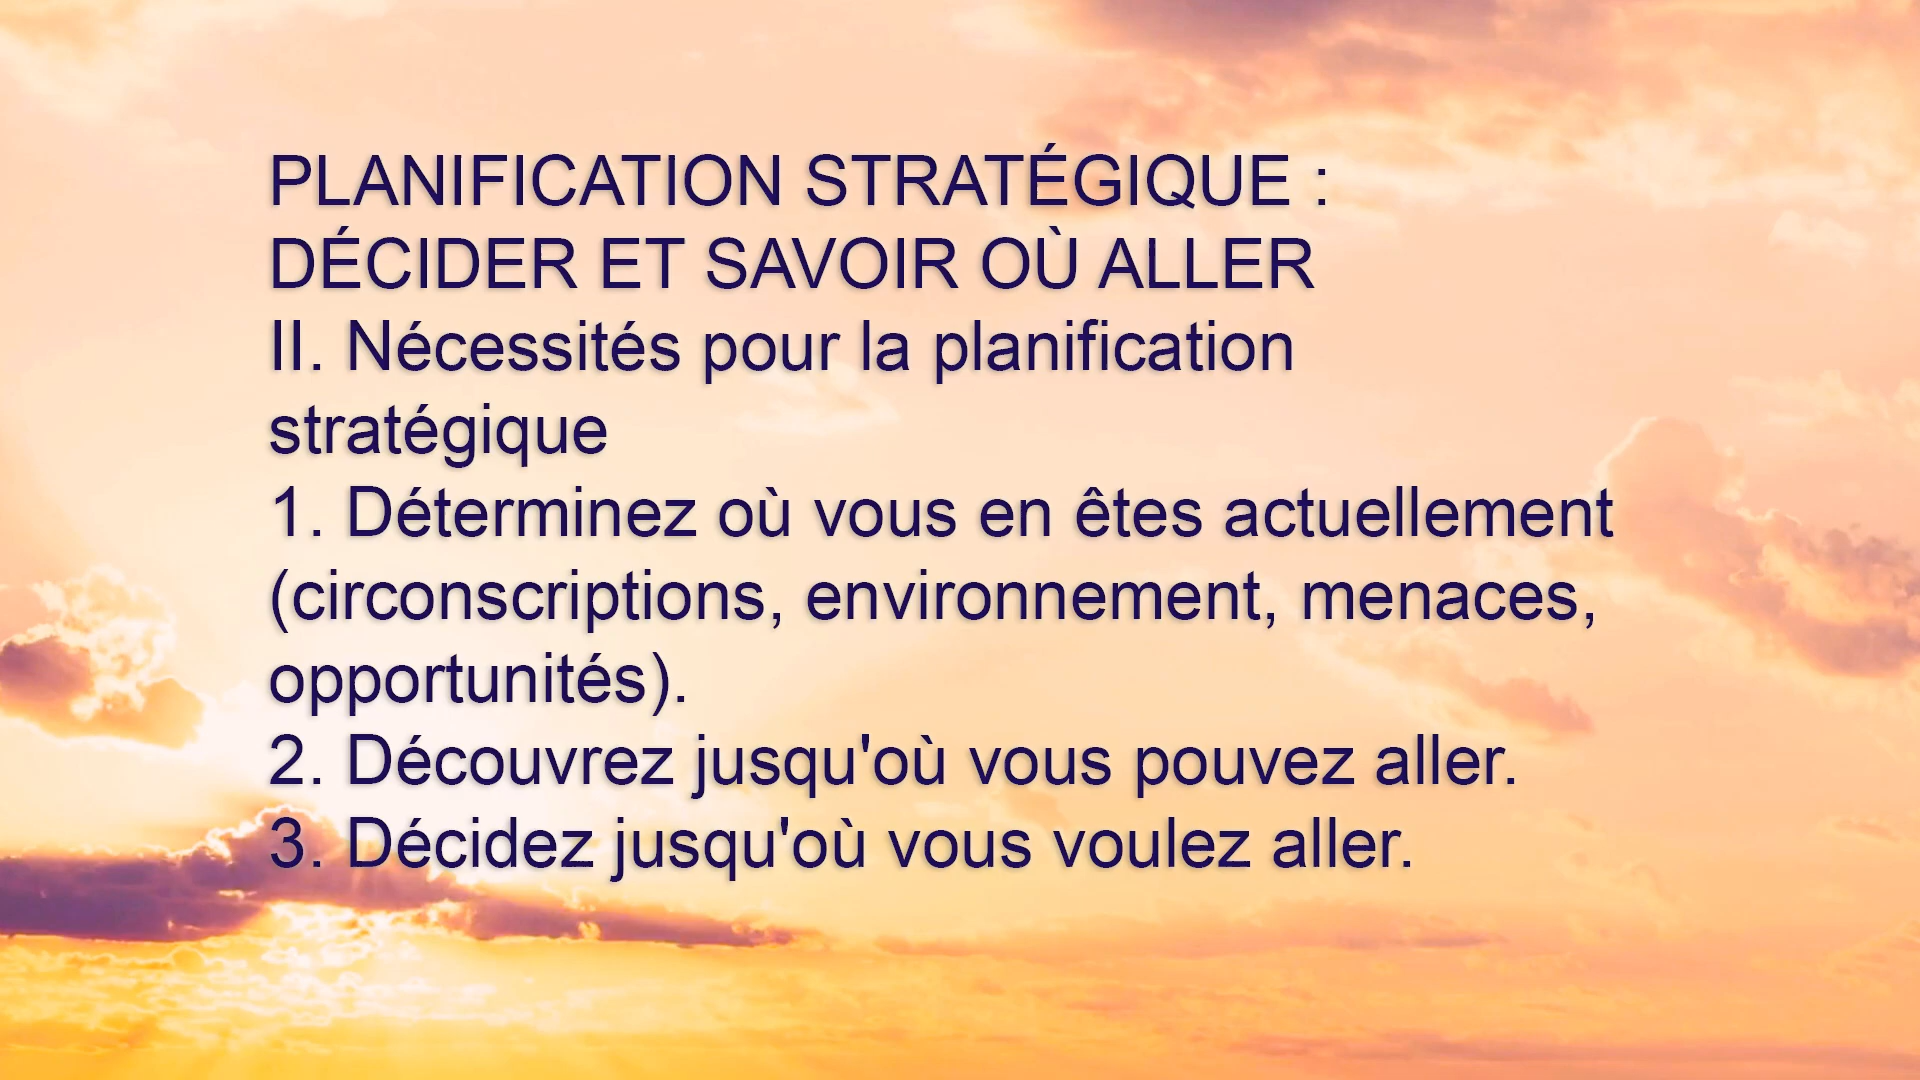 PLANIFICATION STRATÉGIQUE :
DÉCIDER ET SAVOIR OÙ ALLER
II. Nécessités pour la planification
stratégique
1. Déterminez où vous en êtes actuellement
(circonscriptions, environnement, menaces,
opportunités).
2. Découvrez jusqu'où vous pouvez aller.
3. Décidez jusqu'où vous voulez aller.